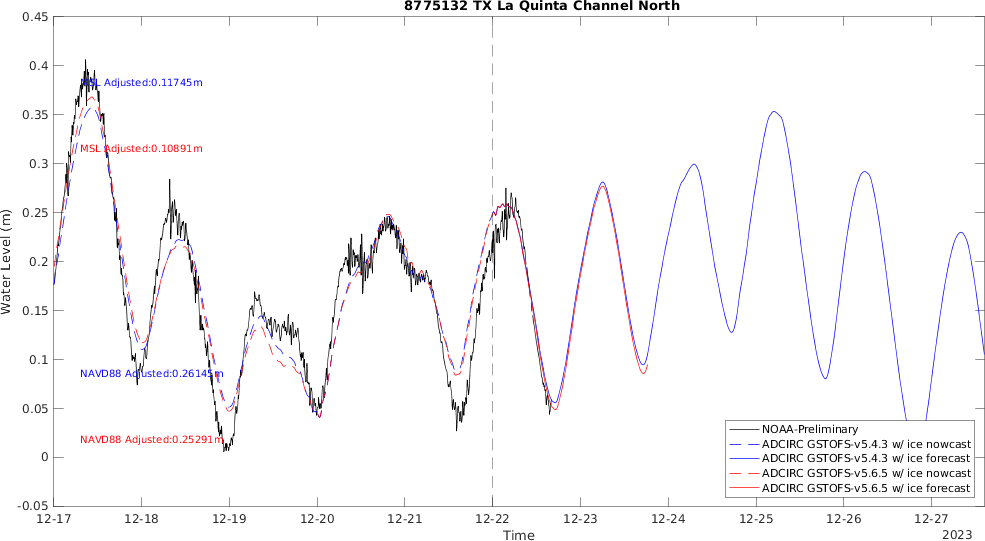 8775132 TX La Quinta Channel North
0.45
0.4
0.35
0.3
0.25
0.2
0.15
0.1
0.05
0
-0.05
Water Level (m)
MSL Adjusted:0.11745m
MSL Adjusted:0.10891m
NAVD88 Adjusted:0.26145m
NAVD88 Adjusted:0.25291m
NOAA-Preliminary
ADCIRC GSTOFS-v5.4.3 w/ ice nowcast
ADCIRC GSTOFS-v5.4.3 w/ ice forecast
ADCIRC GSTOFS-v5.6.5 w/ ice nowcast
ADCIRC GSTOFS-v5.6.5 w/ ice forecast
12-17 12-18 12-19 12-20 12-21 12-22 12-23 12-24 12-25 12-26 12-27
2023
Time